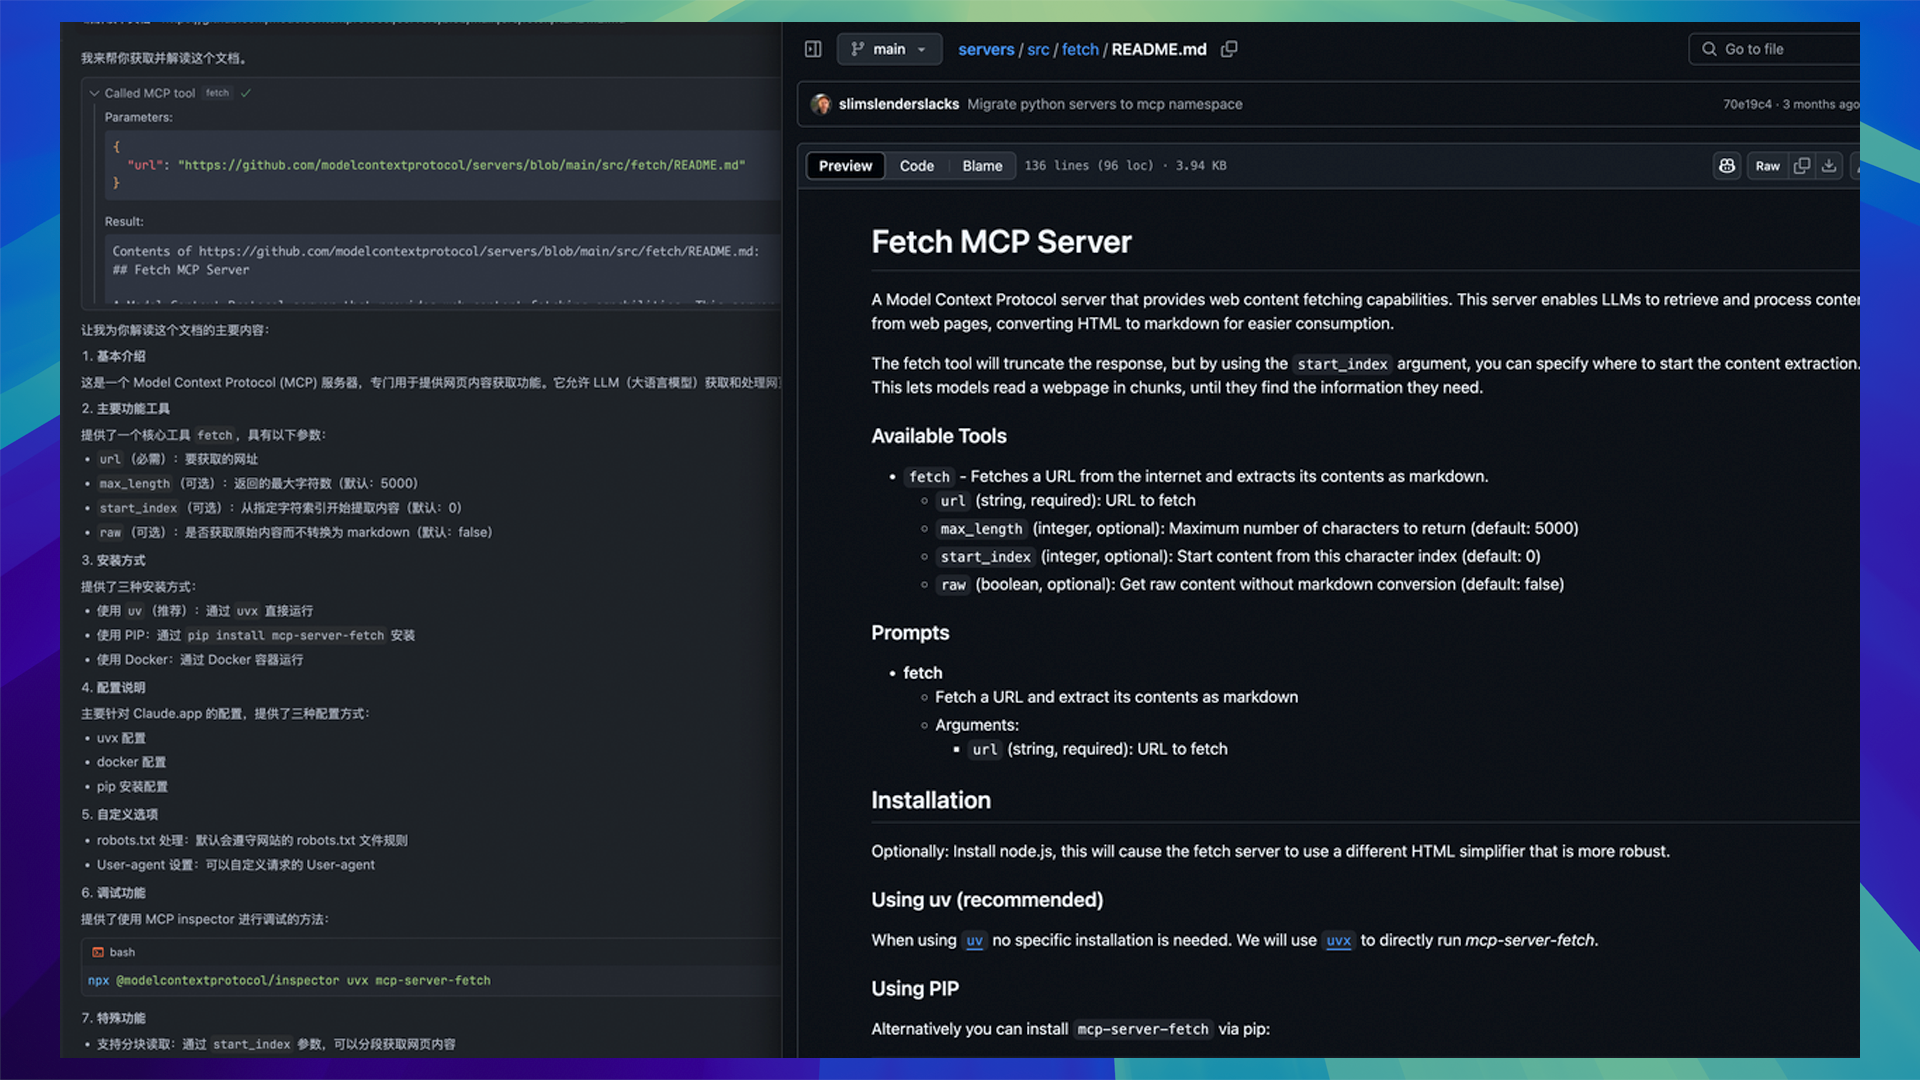 我来帮你获取并解读这个文档。
Called MCP tool fetch
Parameters:
{
"url": "https://github.com/modelcontextprotocol/servers/blob/main/src/fetch/README.md"
}
Result:
Contents of https://github.com/modelcontextprotocol/servers/blob/main/src/fetch/README.md:
## Fetch MCP Server
让我为你解读这个文档的主要内容：
1. 基本介绍
这是一个 Model Context Protocol (MCP) 服务器，专门用于提供网页内容获取功能。它允许 LLM（大语言模型）获取和处理网
2. 主要功能工具
提供了一个核心工具 fetch，具有以下参数：
• url （必需）：要获取的网址
• max_length （可选）：返回的最大字符数（默认：5000）
• start_index （可选）：从指定字符索引开始提取内容（默认：0）
• raw （可选）：是否获取原始内容而不转换为 markdown（默认：false）
3. 安装方式
提供了三种安装方式：
• 使用 uv （推荐）：通过 uvx 直接运行
• 使用 PIP：通过 pip install mcp-server-fetch 安装
• 使用 Docker：通过 Docker 容器运行
4. 配置说明
主要针对 Claude.app 的配置，提供了三种配置方式：
• uvx 配置
• docker 配置
• pip 安装配置
5. 自定义选项
• robots.txt 处理：默认会遵守网站的 robots.txt 文件规则
• User-agent 设置：可以自定义请求的 User-agent
6. 调试功能
提供了使用 MCP inspector 进行调试的方法：
bash
npx @modelcontextprotocol/inspector uvx mcp-server-fetch
7. 特殊功能
• 支持分块读取：通过 start_index 参数，可以分段获取网页内容
main
servers / src / fetch / README.md
Go to file
slimslenderslacks Migrate python servers to mcp namespace
70e19c4 · 3 months ago
Preview Code Blame 136 lines (96 loc) · 3.94 KB
Raw
Fetch MCP Server
A Model Context Protocol server that provides web content fetching capabilities. This server enables LLMs to retrieve and process conte
from web pages, converting HTML to markdown for easier consumption.
The fetch tool will truncate the response, but by using the start_index argument, you can specify where to start the content extraction.
This lets models read a webpage in chunks, until they find the information they need.
Available Tools
• fetch - Fetches a URL from the internet and extracts its contents as markdown.
◦ url (string, required): URL to fetch
◦ max_length (integer, optional): Maximum number of characters to return (default: 5000)
◦ start_index (integer, optional): Start content from this character index (default: 0)
◦ raw (boolean, optional): Get raw content without markdown conversion (default: false)
Prompts
• fetch
◦ Fetch a URL and extract its contents as markdown
◦ Arguments:
▪ url (string, required): URL to fetch
Installation
Optionally: Install node.js, this will cause the fetch server to use a different HTML simplifier that is more robust.
Using uv (recommended)
When using uv no specific installation is needed. We will use uvx to directly run mcp-server-fetch.
Using PIP
Alternatively you can install mcp-server-fetch via pip: